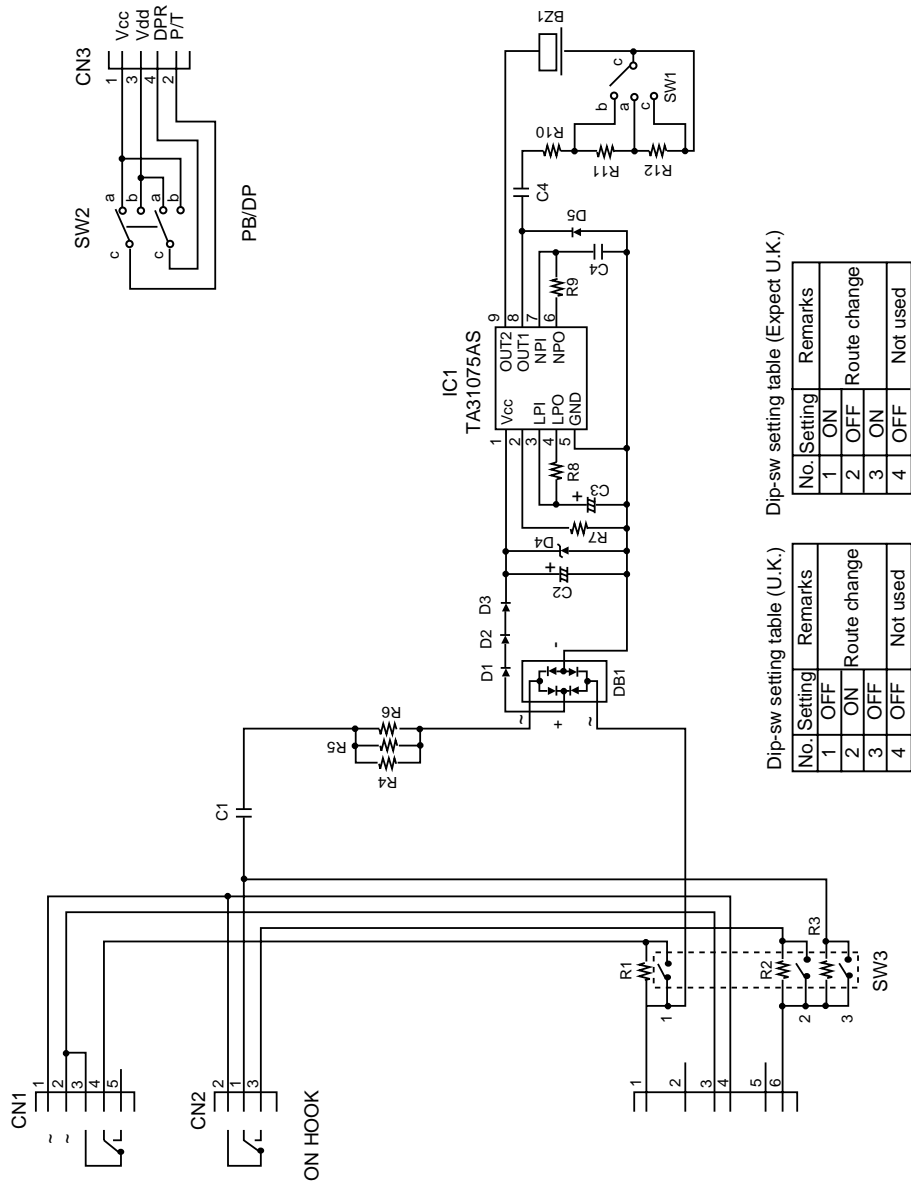 CN3
1 Vcc
3 Vdd
4 DPR
2 P/T
SW2
a
b
a
b
c
c
PB/DP
BZ1
c
b
a
c
SW1
R10
R11
R12
C4
D5
C4
R9
IC1
TA31075AS
1 Vcc
2
3 LPI
4 LPO
5 GND
OUT2 9
OUT1 8
NPI 7
NPO 6
R8
C3
+
R7
D4
C2
+
D1
D2
D3
DB1
~
+
~
-
R6
R5
R4
C1
CN1
1
2
3
4
5
~
~
CN2
2
1
3
ON HOOK
1
2
3
4
5
6
R1
1
R2
2
R3
3
SW3
Dip-sw setting table (U.K.)
No. Setting Remarks
1 OFF
2 ON Route change
3 OFF
4 OFF Not used
Dip-sw setting table (Expect U.K.)
No. Setting Remarks
1 ON
2 OFF Route change
3 ON
4 OFF Not used